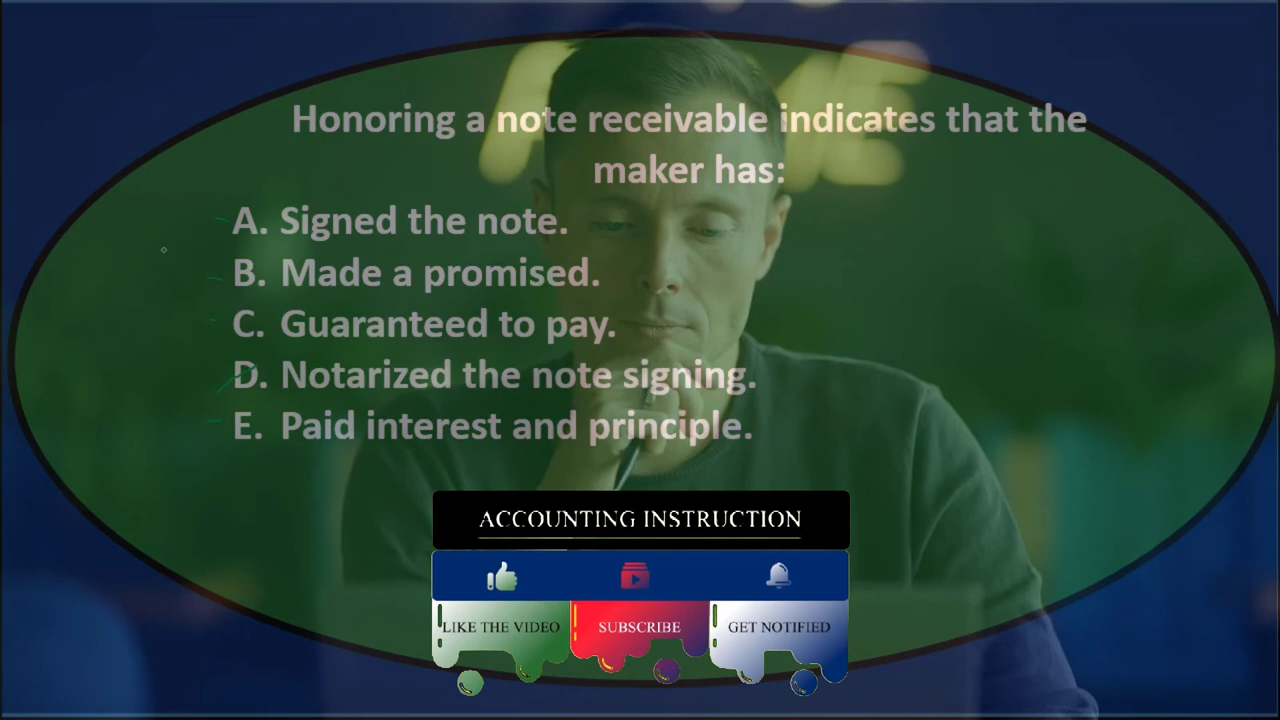 Honoring a note receivable indicates that the
maker has:
A. Signed the note.
B. Made a promised.
C. Guaranteed to pay.
D. Notarized the note signing.
E. Paid interest and principle.
ACCOUNTING INSTRUCTION
LIKE THE VIDEO
SUBSCRIBE
GET NOTIFIED